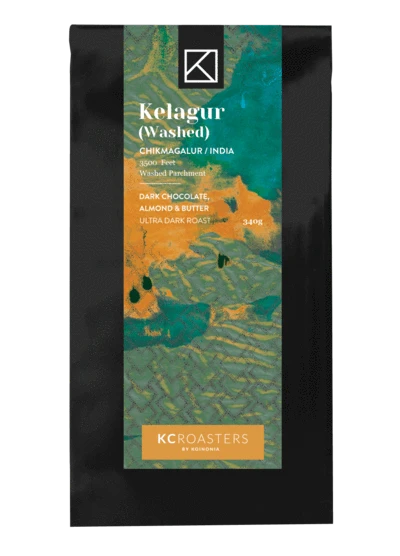 Kelagur
(Washed)
CHIKMAGALUR / INDIA
3500 Feet
Washed Parchment
DARK CHOCOLATE,
ALMOND & BUTTER
ULTRA DARK ROAST
340g
KCROASTERS
BY KOINONIA